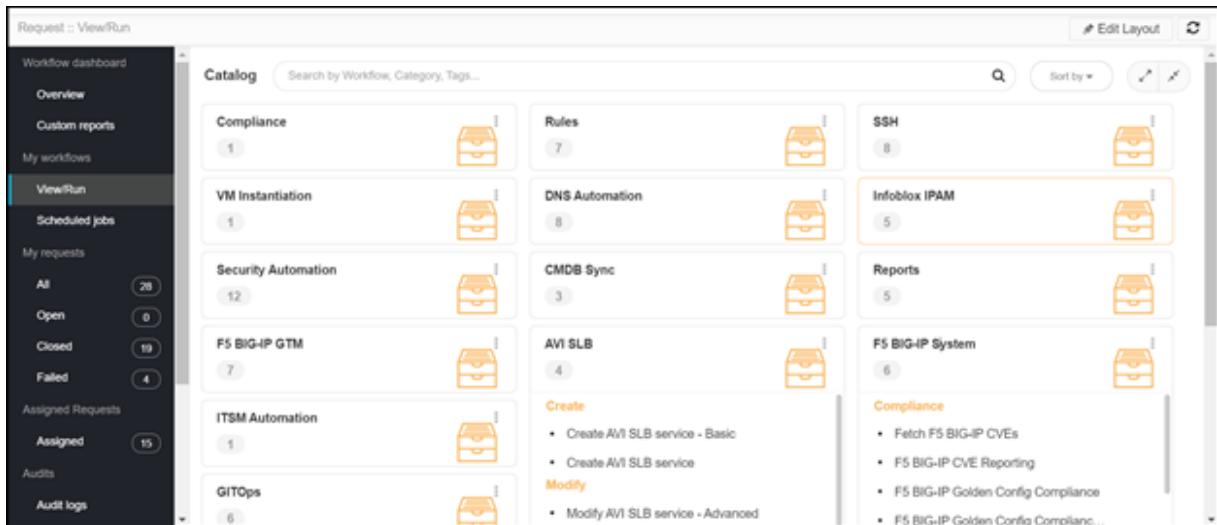 Request :: View/Run
Edit Layout
Workflow dashboard
Overview
Custom reports
My workflows
View/Run
Scheduled jobs
My requests
All 28
Open 0
Closed 19
Failed 4
Assigned Requests
Assigned 15
Audits
Audit logs
Catalog
Search by Workflow, Category, Tags...
Sort by
Compliance
1
Rules
7
SSH
8
VM Instantiation
1
DNS Automation
8
Infoblox IPAM
5
Security Automation
12
CMDB Sync
3
Reports
5
F5 BIG-IP GTM
7
AVI SLB
4
F5 BIG-IP System
6
ITSM Automation
1
GITOps
6
Create
• Create AVI SLB service - Basic
• Create AVI SLB service
Modify
• Modify AVI SLB service - Advanced
Compliance
• Fetch F5 BIG-IP CVEs
• F5 BIG-IP CVE Reporting
• F5 BIG-IP Golden Config Compliance
• F5 BIG-IP Golden Config Complianc...